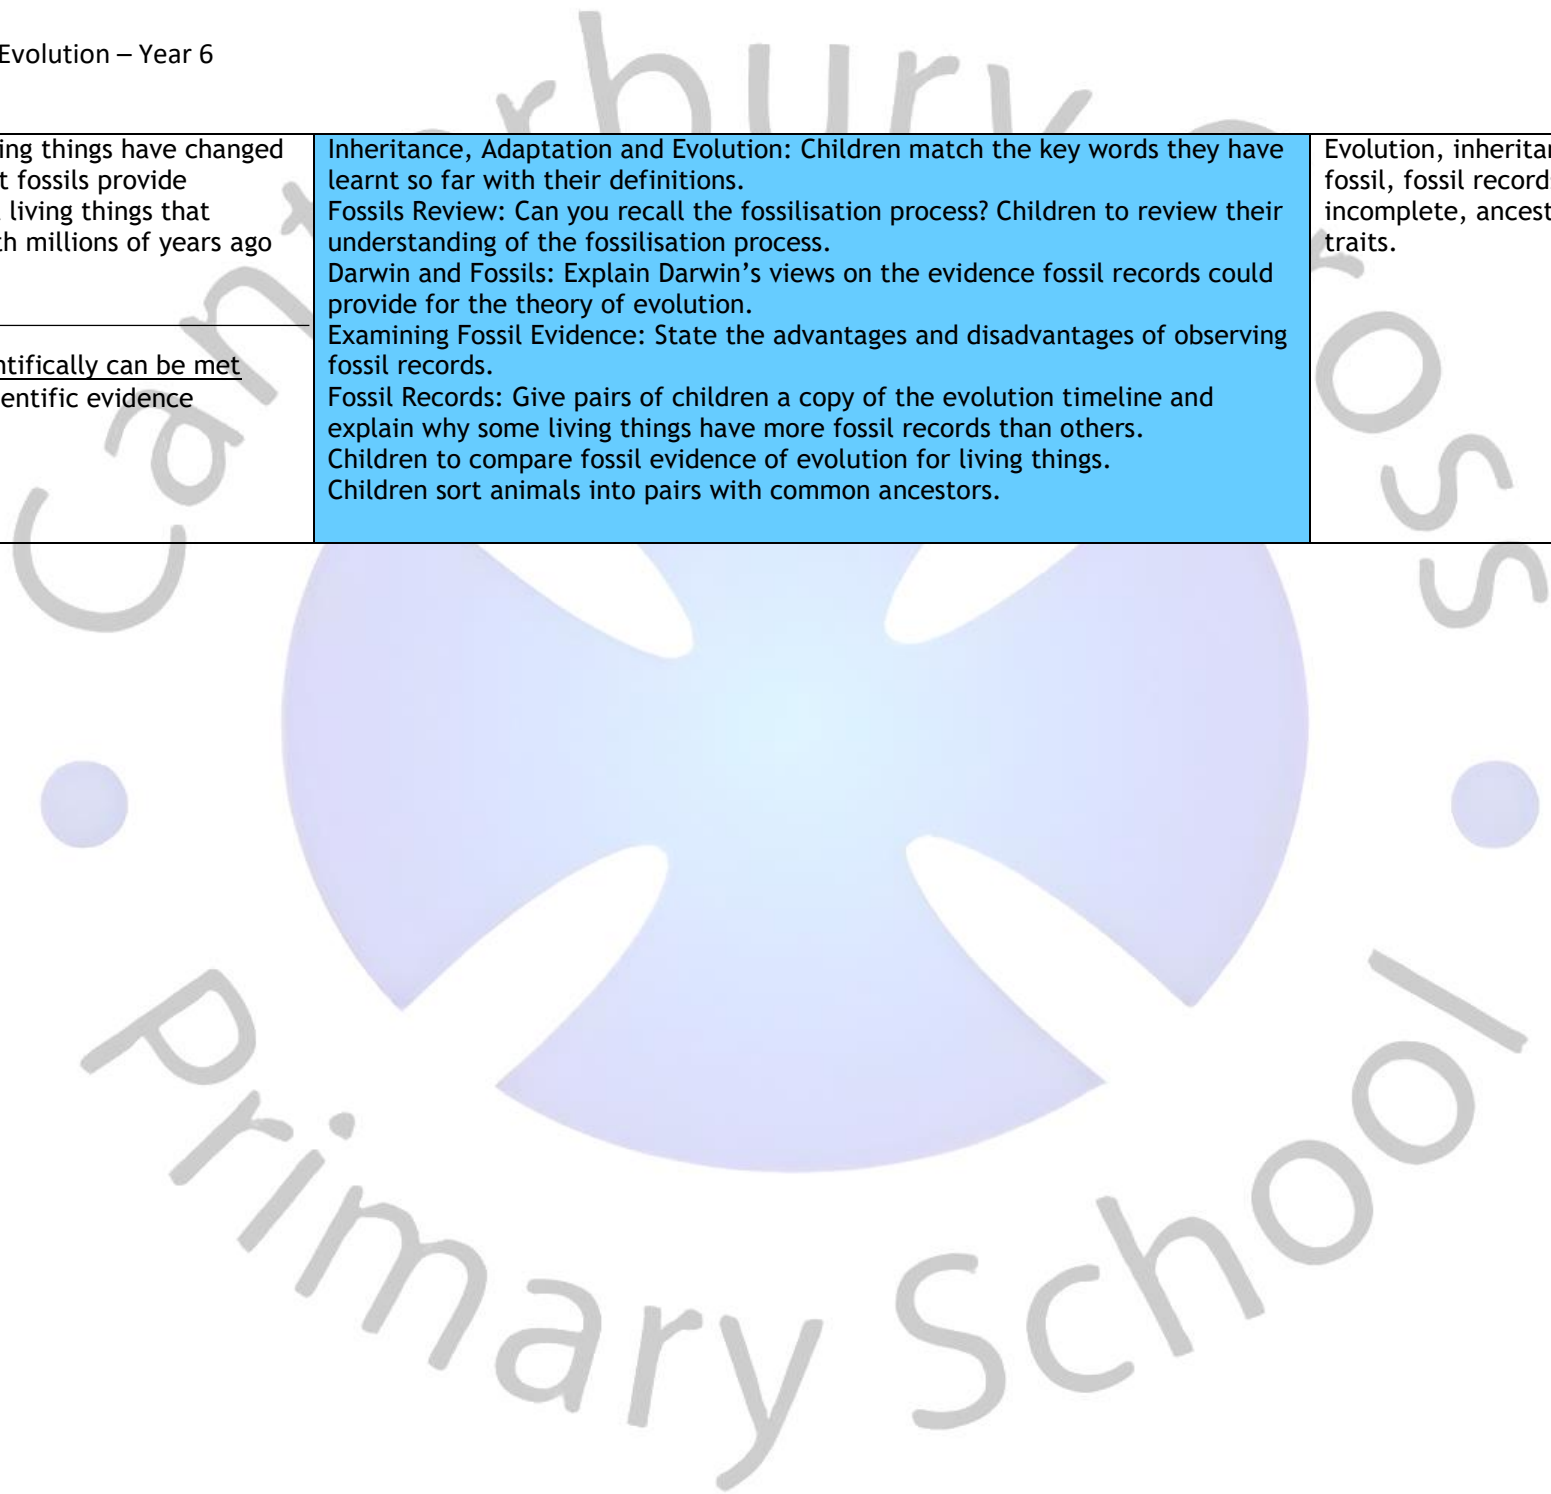 Evolution – Year 6
ing things have changed
t fossils provide
living things that
th millions of years ago
ntifically can be met
entific evidence
Inheritance, Adaptation and Evolution: Children match the key words they have
learnt so far with their definitions.
Fossils Review: Can you recall the fossilisation process? Children to review their
understanding of the fossilisation process.
Darwin and Fossils: Explain Darwin’s views on the evidence fossil records could
provide for the theory of evolution.
Examining Fossil Evidence: State the advantages and disadvantages of observing
fossil records.
Fossil Records: Give pairs of children a copy of the evolution timeline and
explain why some living things have more fossil records than others.
Children to compare fossil evidence of evolution for living things.
Children sort animals into pairs with common ancestors.
Evolution, inherita
fossil, fossil record
incomplete, ancest
traits.
Primary School